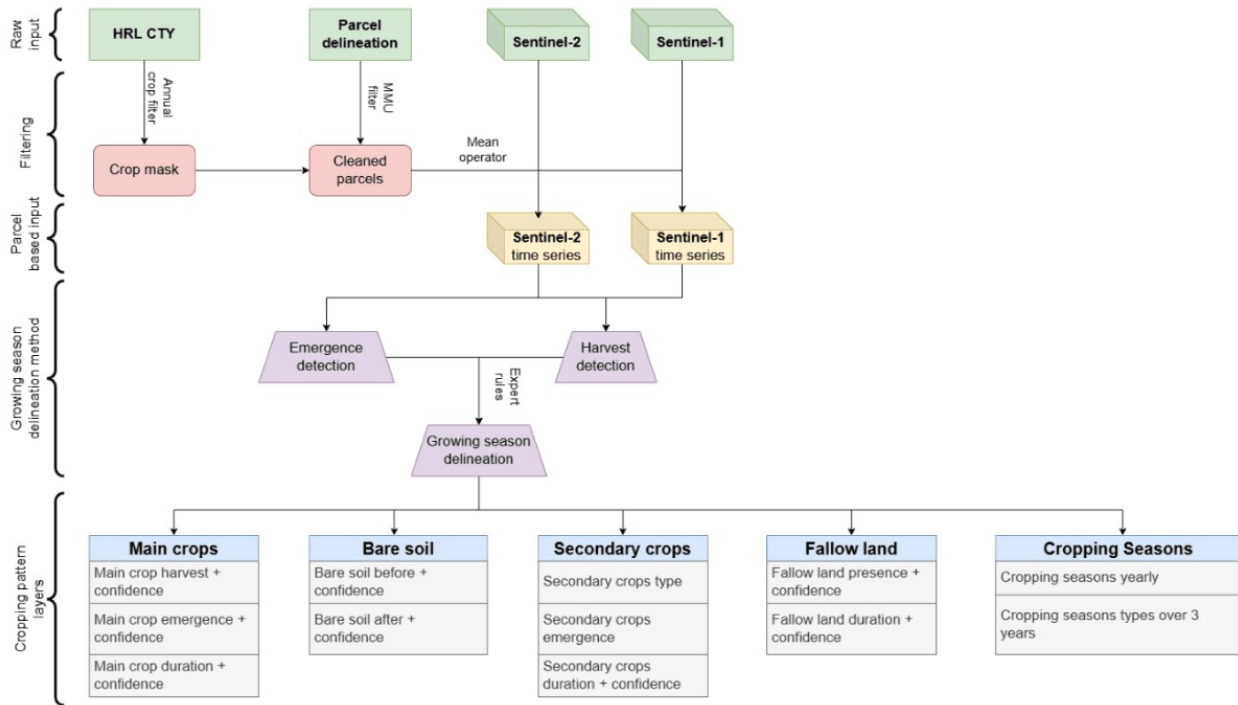 Raw
input
HRL CTY
Parcel
delineation
Sentinel-2
Sentinel-1
Filtering
Annual
crop filter
MMU
filter
Crop mask
Cleaned
parcels
Mean
operator
Parcel
based input
Sentinel-2
time series
Sentinel-1
time series
Growing season
delineation method
Emergence
detection
Harvest
detection
Expert
rules
Growing season
delineation
Cropping pattern
layers
Main crops
Main crop harvest +
confidence
Main crop emergence +
confidence
Main crop duration +
confidence
Bare soil
Bare soil before +
confidence
Bare soil after +
confidence
Secondary crops
Secondary crops type
Secondary crops
emergence
Secondary crops
duration + confidence
Fallow land
Fallow land presence +
confidence
Fallow land duration +
confidence
Cropping Seasons
Cropping seasons yearly
Cropping seasons types over 3
years